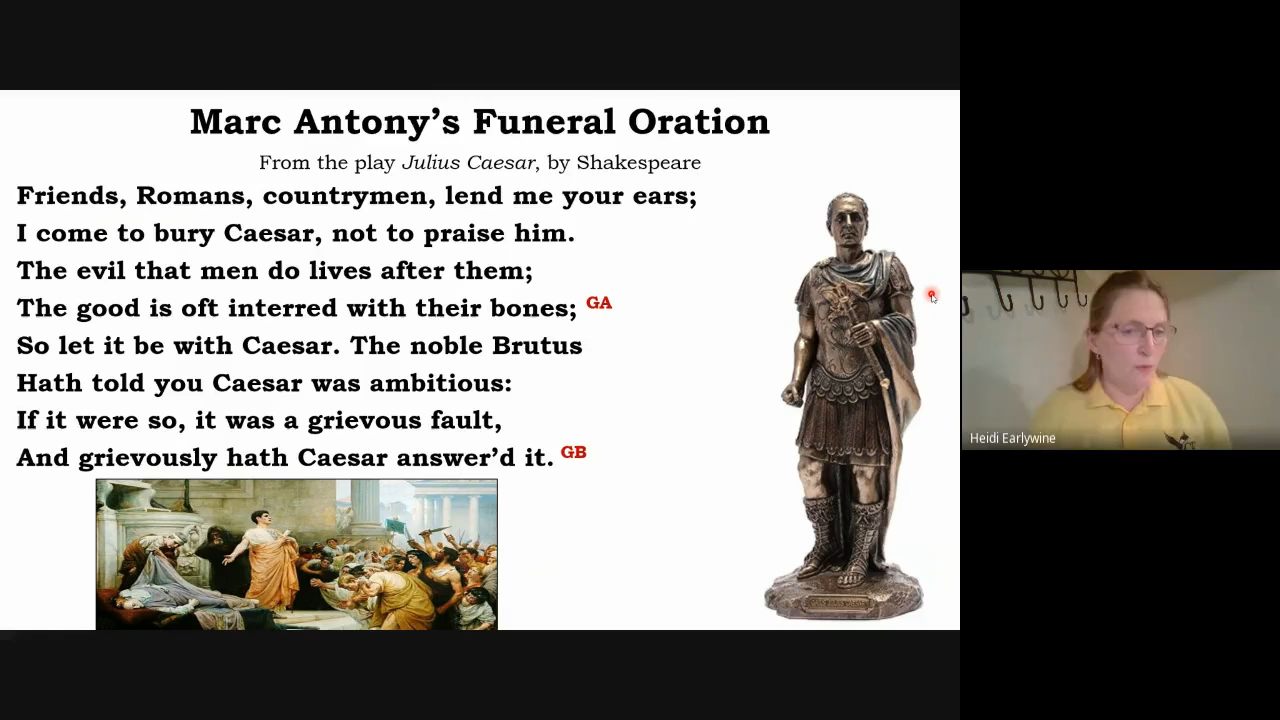 Marc Antony’s Funeral Oration
From the play Julius Caesar, by Shakespeare
Friends, Romans, countrymen, lend me your ears;
I come to bury Caesar, not to praise him.
The evil that men do lives after them;
The good is oft interred with their bones; GA
So let it be with Caesar. The noble Brutus
Hath told you Caesar was ambitious:
If it were so, it was a grievous fault,
And grievously hath Caesar answer’d it. GB
Heidi Earlywine